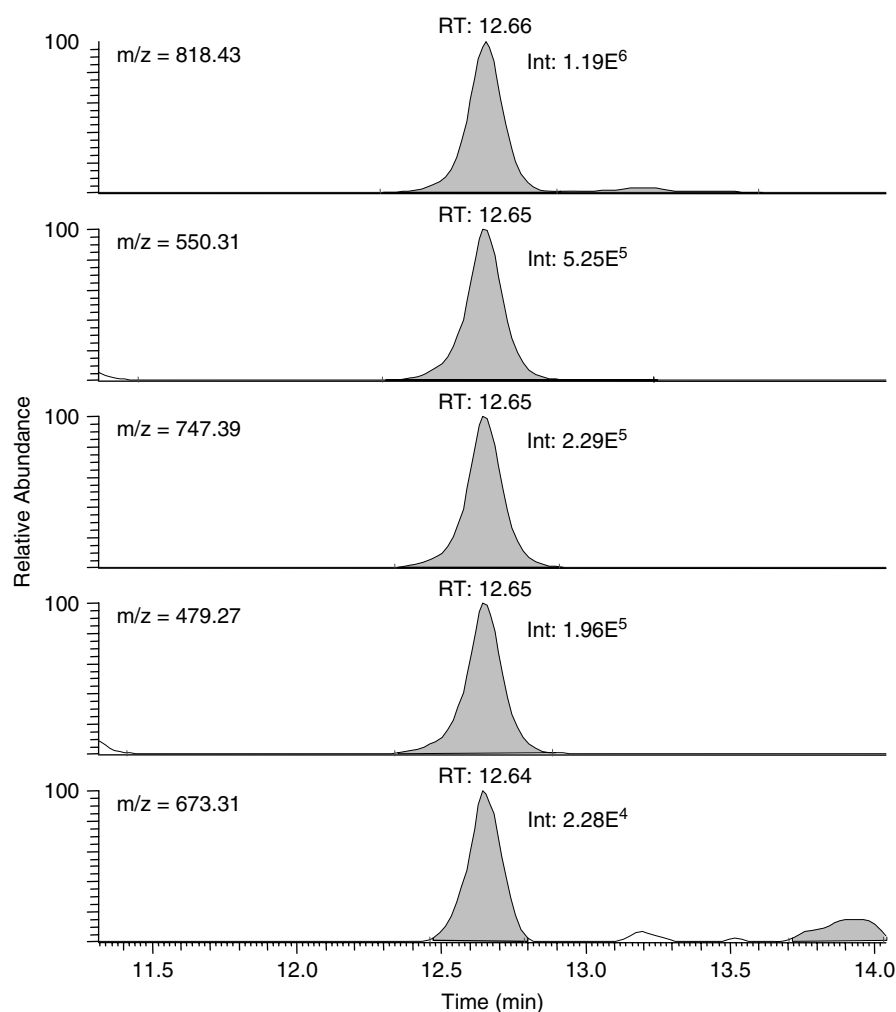 RT: 12.66
100
m/z = 818.43
Int: 1.19E⁶
RT: 12.65
100
m/z = 550.31
Int: 5.25E⁵
RT: 12.65
100
m/z = 747.39
Int: 2.29E⁵
RT: 12.65
100
m/z = 479.27
Int: 1.96E⁵
RT: 12.64
100
m/z = 673.31
Int: 2.28E⁴
Relative Abundance
11.5 12.0 12.5 13.0 13.5 14.0
Time (min)